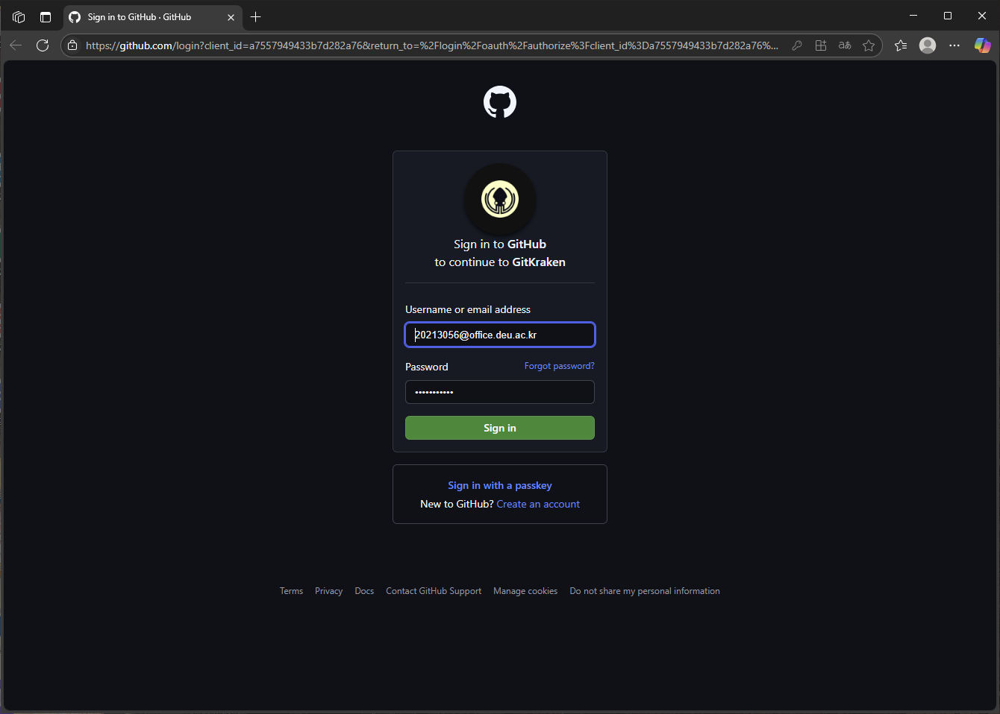 Sign in to GitHub · GitHub
https://github.com/login?client_id=a7557949433b7d282a76&return_to=%2Flogin%2Foauth%2Fauthorize%3Fclient_id%3Da7557949433b7d282a76%...
Sign in to GitHub
to continue to GitKraken
Username or email address
20213056@office.deu.ac.kr
Password Forgot password?
•••••••••••
Sign in
Sign in with a passkey
New to GitHub? Create an account
Terms Privacy Docs Contact GitHub Support Manage cookies Do not share my personal information